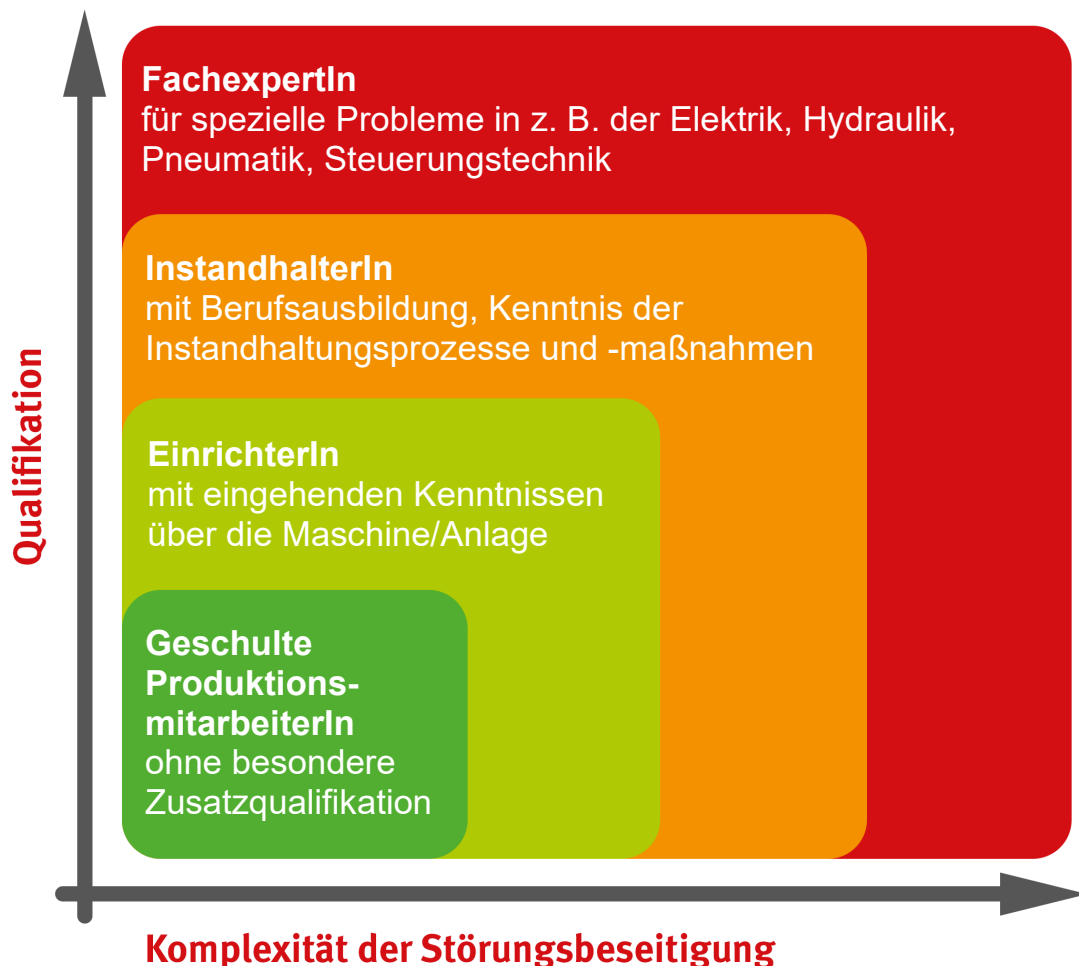 FachexpertIn
für spezielle Probleme in z. B. der Elektrik, Hydraulik,
Pneumatik, Steuerungstechnik
InstandhalterIn
mit Berufsausbildung, Kenntnis der
Instandhaltungsprozesse und -maßnahmen
EinrichterIn
mit eingehenden Kenntnissen
über die Maschine/Anlage
Geschulte
Produktions-
mitarbeiterIn
ohne besondere
Zusatzqualifikation
Qualifikation
Komplexität der Störungsbeseitigung